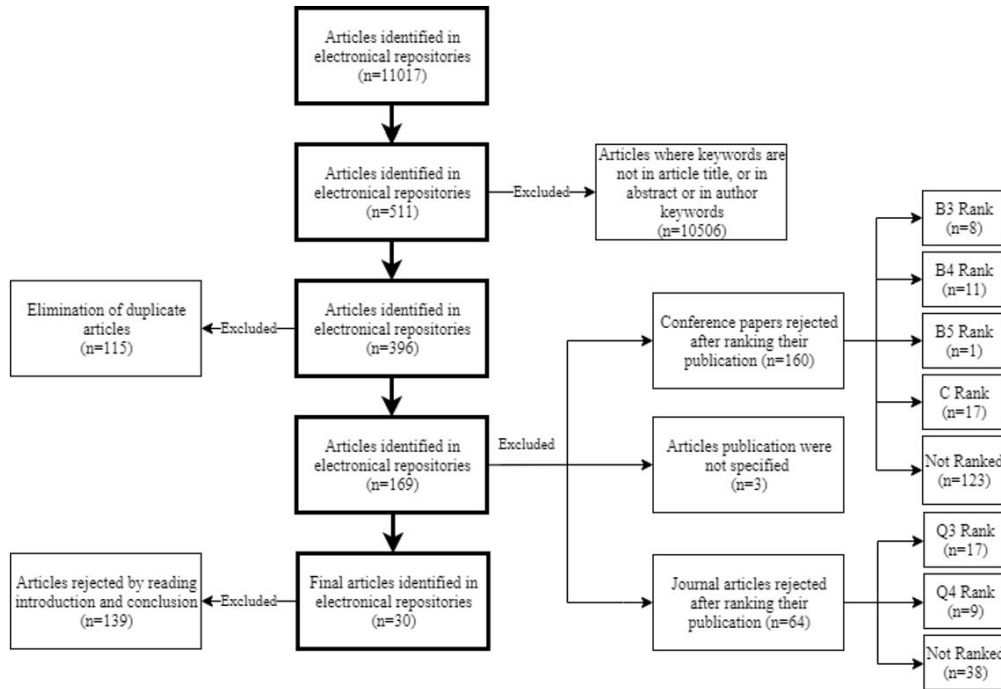 Articles identified in
electronical repositories
(n=11017)
Articles identified in
electronical repositories
(n=511)
Excluded
Articles where keywords are
not in article title, or in
abstract or in author
keywords
(n=10506)
Elimination of duplicate
articles
(n=115)
Excluded
Articles identified in
electronical repositories
(n=396)
Articles identified in
electronical repositories
(n=169)
Excluded
Conference papers rejected
after ranking their
publication (n=160)
B3 Rank
(n=8)
B4 Rank
(n=11)
B5 Rank
(n=1)
C Rank
(n=17)
Not Ranked
(n=123)
Articles publication were
not specified
(n=3)
Journal articles rejected
after ranking their
publication (n=64)
Q3 Rank
(n=17)
Q4 Rank
(n=9)
Not Ranked
(n=38)
Articles rejected by reading
introduction and conclusion
(n=139)
Excluded
Final articles identified in
electronical repositories
(n=30)